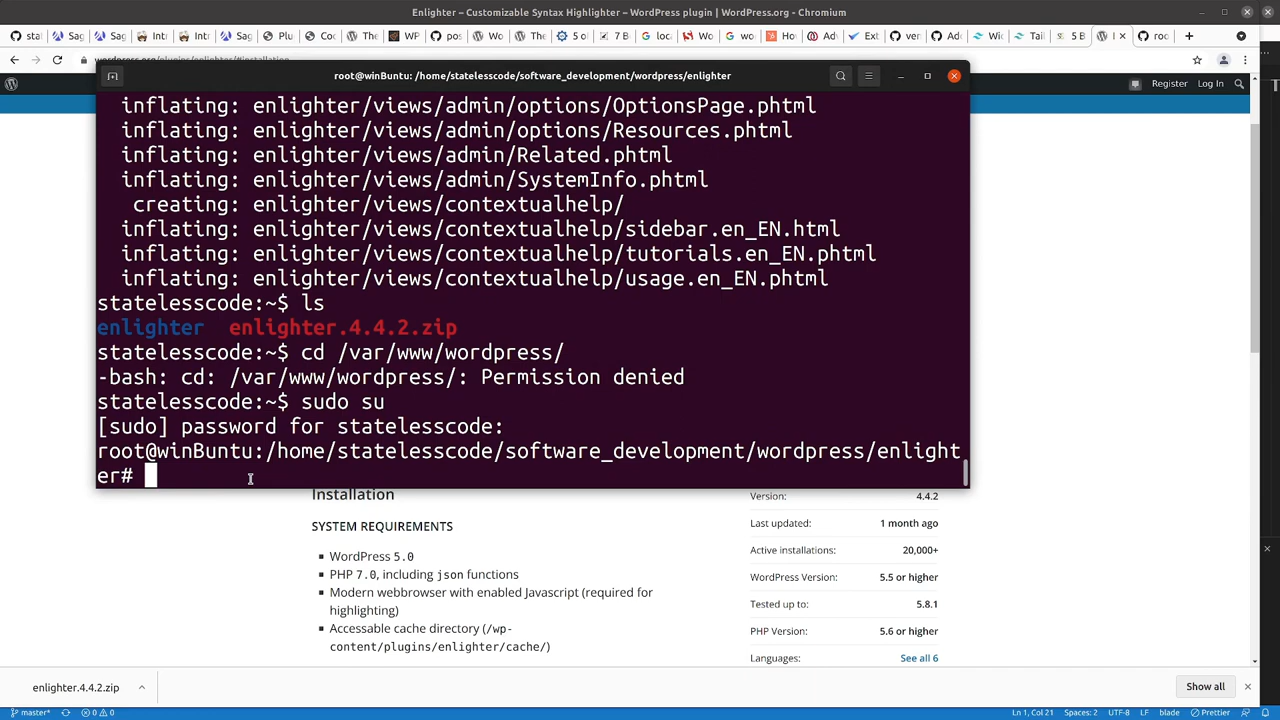 Enlighter – Customizable Syntax Highlighter – WordPress plugin | WordPress.org - Chromium
root@winBuntu: /home/statelesscode/software_development/wordpress/enlighter
Register Log In
inflating: enlighter/views/admin/options/OptionsPage.phtml
inflating: enlighter/views/admin/options/Resources.phtml
inflating: enlighter/views/admin/Related.phtml
inflating: enlighter/views/admin/SystemInfo.phtml
creating: enlighter/views/contextualhelp/
inflating: enlighter/views/contextualhelp/sidebar.en_EN.html
inflating: enlighter/views/contextualhelp/tutorials.en_EN.phtml
inflating: enlighter/views/contextualhelp/usage.en_EN.phtml
statelesscode:~$ ls
enlighter enlighter.4.4.2.zip
statelesscode:~$ cd /var/www/wordpress/
-bash: cd: /var/www/wordpress/: Permission denied
statelesscode:~$ sudo su
[sudo] password for statelesscode:
root@winBuntu:/home/statelesscode/software_development/wordpress/enlight
er#
Installation
SYSTEM REQUIREMENTS
WordPress 5.0
PHP 7.0, including json functions
Modern webbrowser with enabled Javascript (required for
highlighting)
Accessable cache directory (/wp-
content/plugins/enlighter/cache/)
Version: 4.4.2
Last updated: 1 month ago
Active installations: 20,000+
WordPress Version: 5.5 or higher
Tested up to: 5.8.1
PHP Version: 5.6 or higher
Languages: See all 6
enlighter.4.4.2.zip
Show all
master* 0 0
Ln 1, Col 21 Spaces: 2 UTF-8 LF blade Prettier